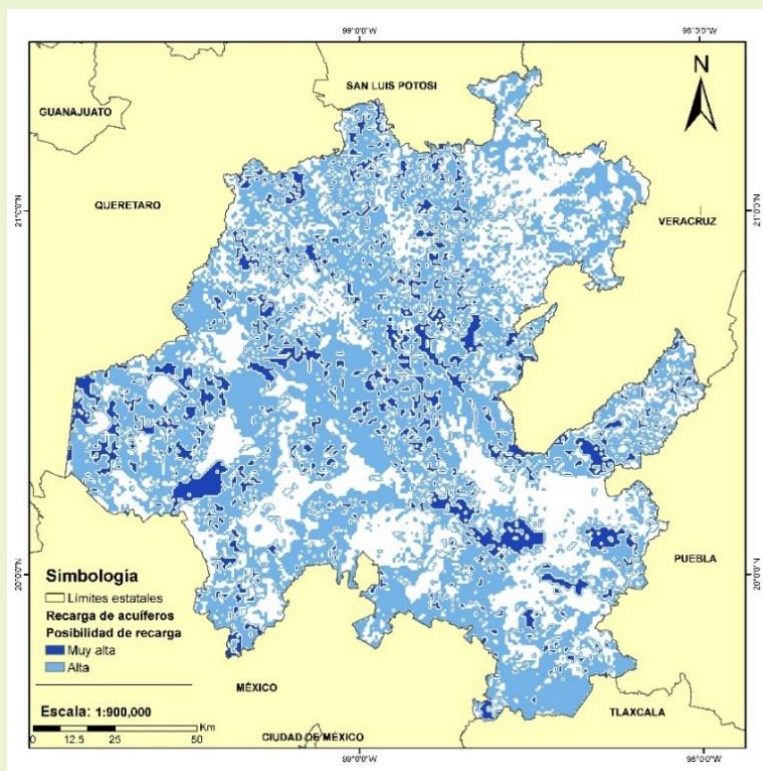 99°0'0"W
98°0'0"W
N
SAN LUIS POTOSI
GUANAJUATO
QUERETARO
21°0'0"N
21°0'0"N
VERACRUZ
PUEBLA
20°0'0"N
20°0'0"N
Simbología
Límites estatales
Recarga de acuíferos
Posibilidad de recarga
Muy alta
Alta
MÉXICO
Escala: 1:900,000
TLAXCALA
Km
0 12.5 25 50
CIUDAD DE MÉXICO
99°0'0"W
98°0'0"W